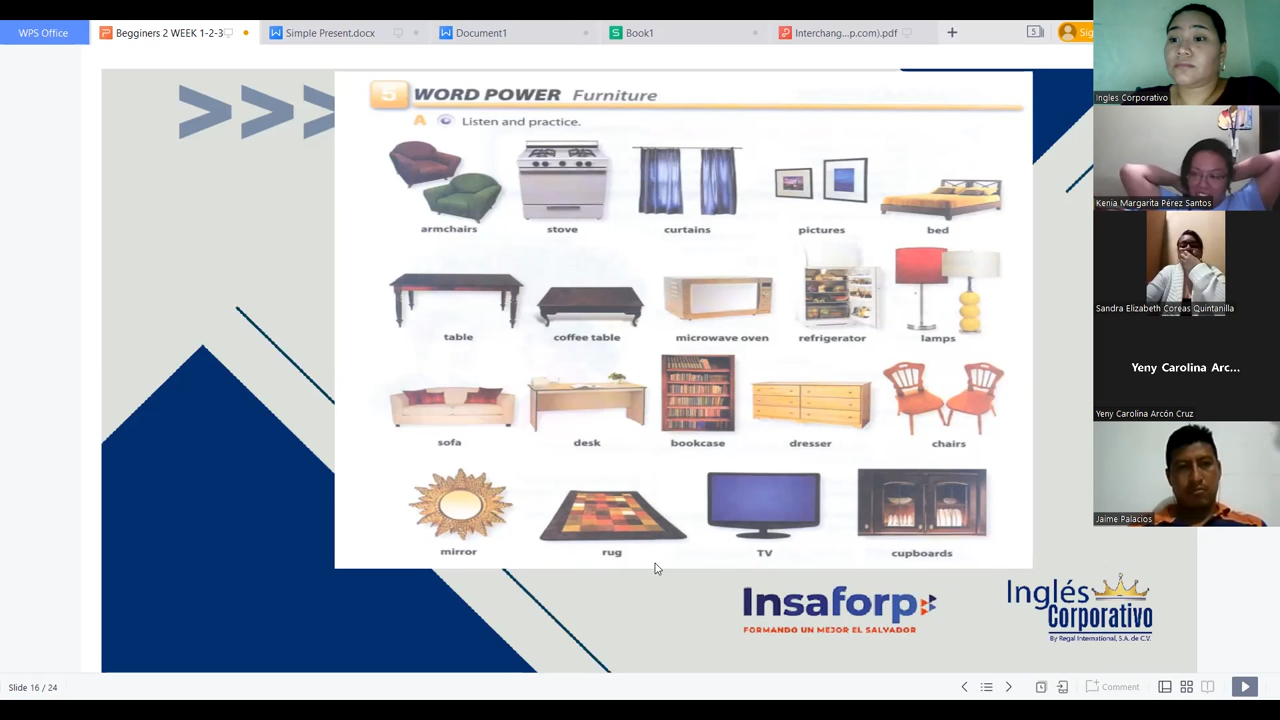 WPS Office
Begginers 2 WEEK 1-2-3
Simple Present.docx
Document1
Book1
Interchang...p.com).pdf
5
Sig
Ingles Corporativo
Kenia Margarita Pérez Santos
Sandra Elizabeth Coreas Quintanilla
Yeny Carolina Arc...
Yeny Carolina Arcón Cruz
Jaime Palacios
5 WORD POWER Furniture
A Listen and practice.
armchairs stove curtains pictures bed
table coffee table microwave oven refrigerator lamps
sofa desk bookcase dresser chairs
mirror rug TV cupboards
Insaforp
FORMANDO UN MEJOR EL SALVADOR
Inglés
Corporativo
By Regal International, S.A. de C.V.
Slide 16 / 24
Comment